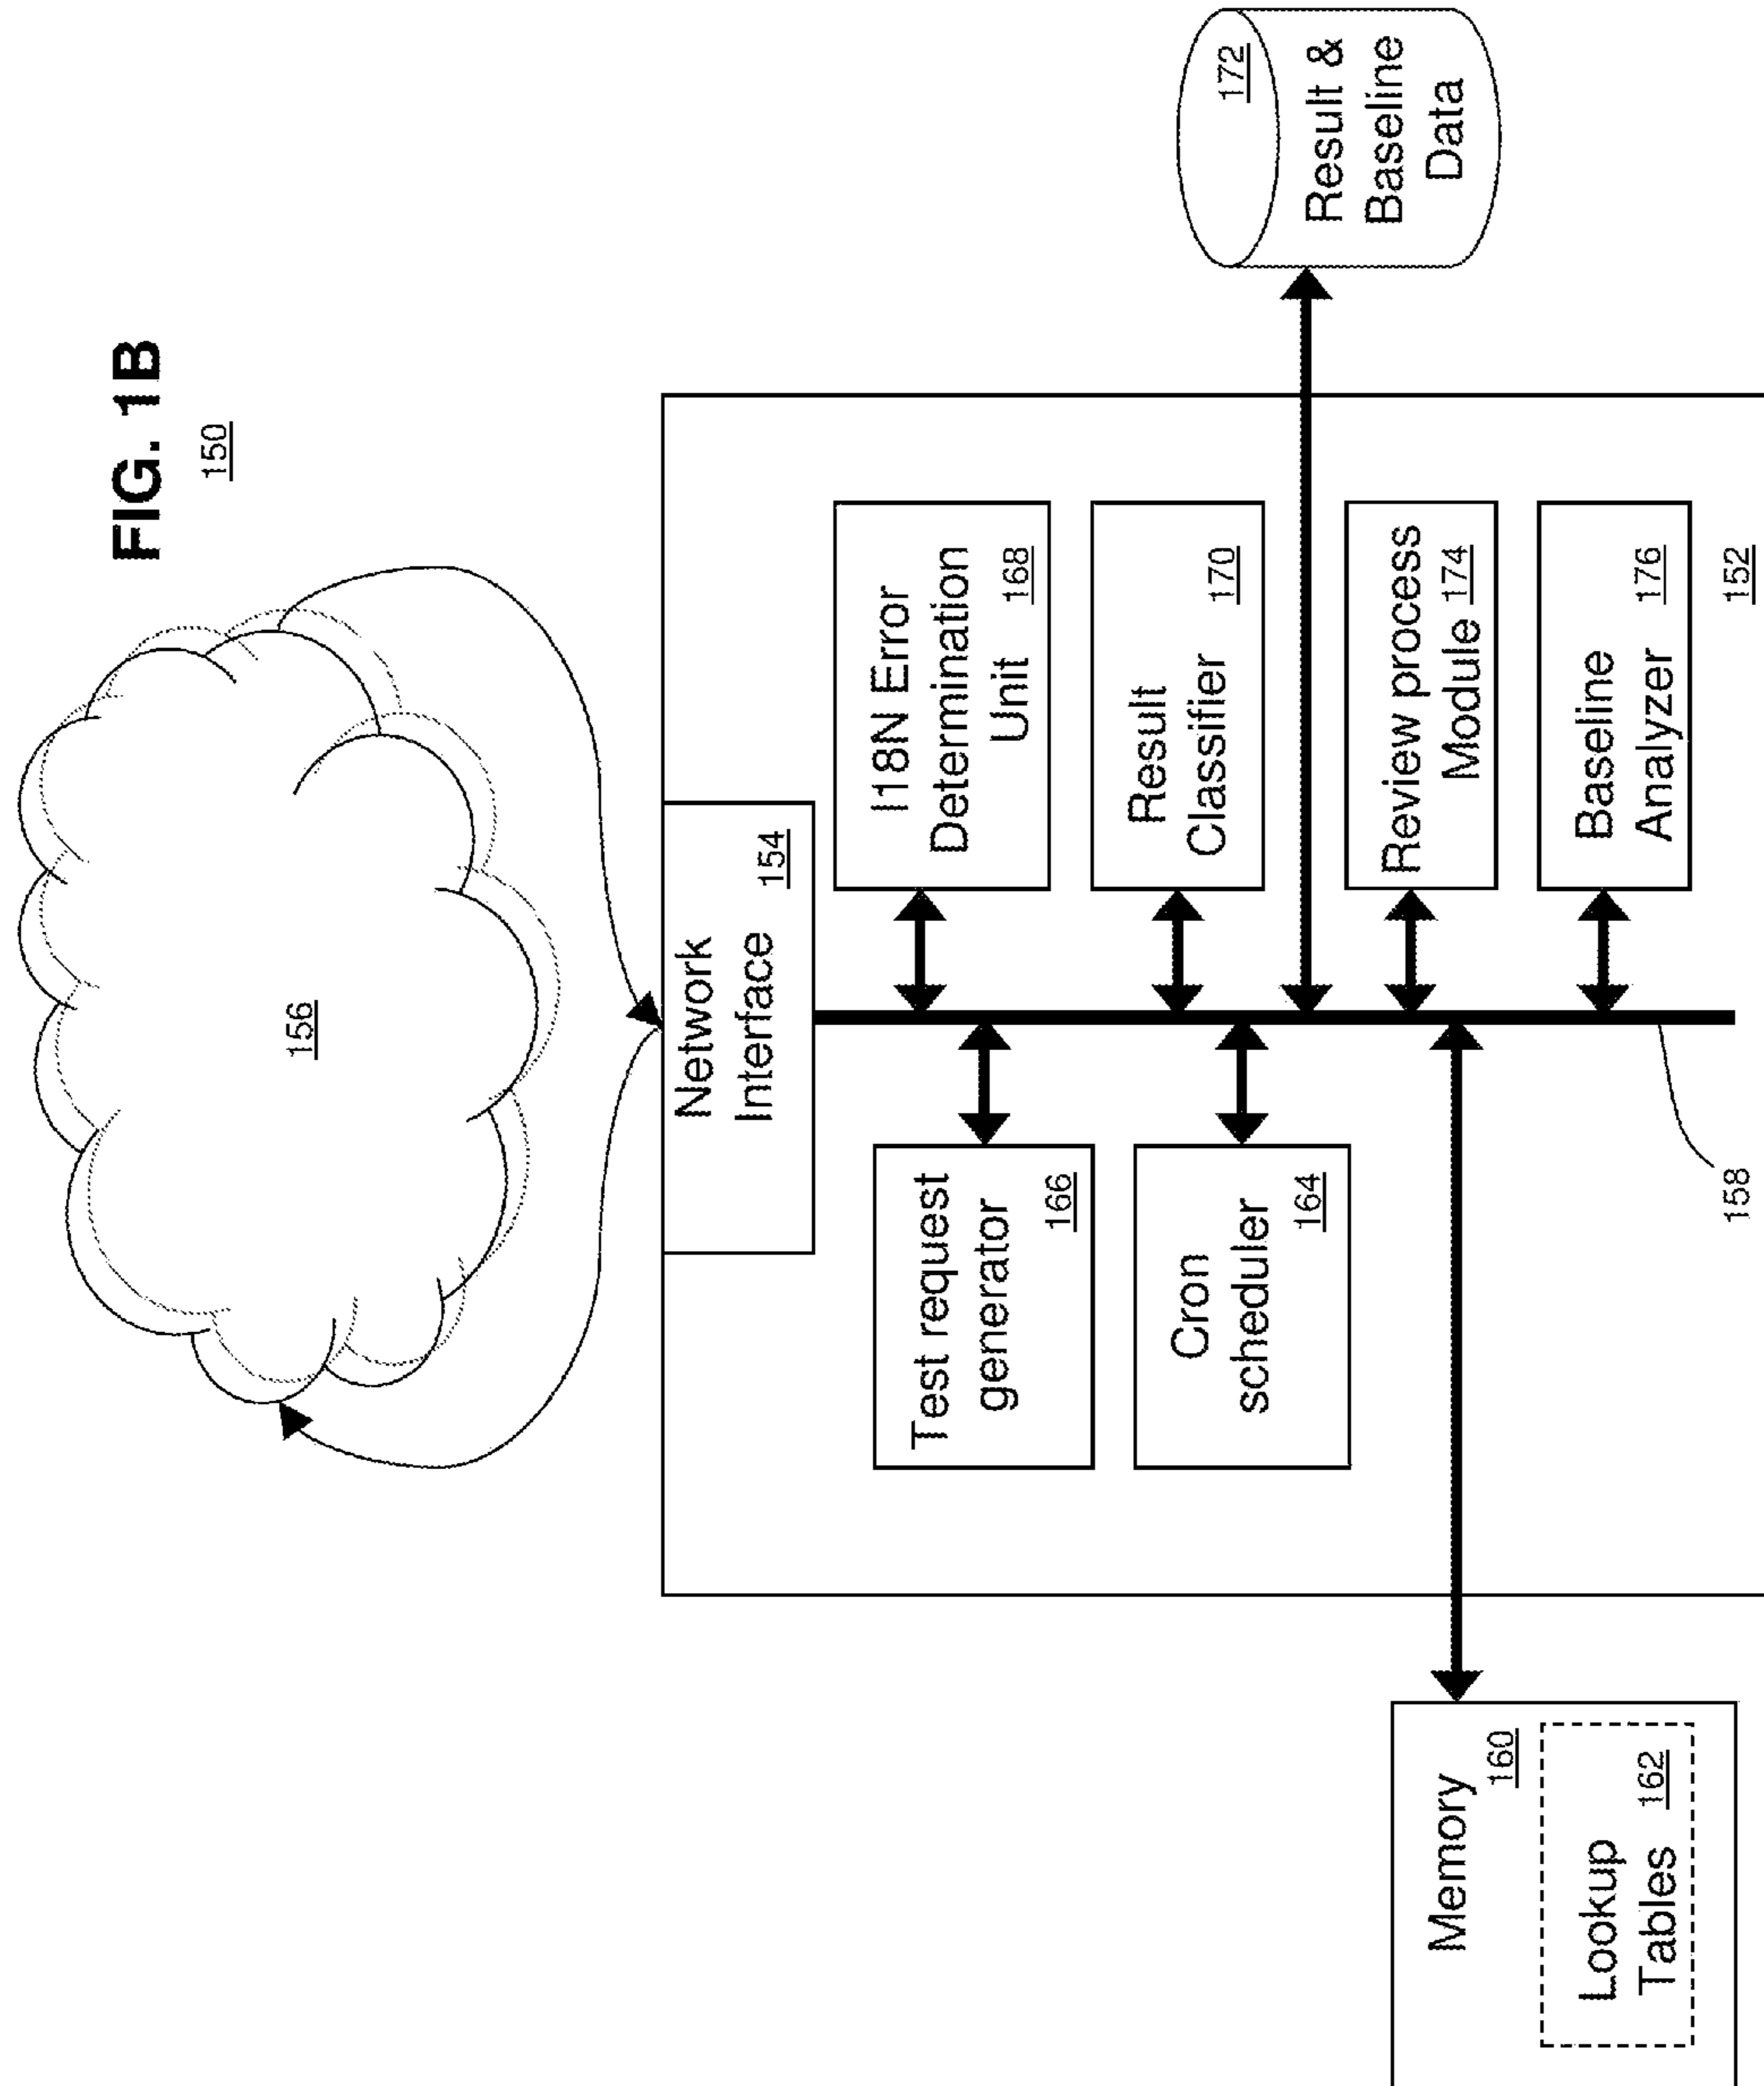 FIG. 1B
150
156
Network
Interface
154
Test request
generator
166
I18N Error
Determination
Unit 168
Cron
scheduler
164
Result
Classifier
170
172
Result &
Baseline
Data
Memory
160
Lookup
Tables 162
Review process
Module 174
Baseline
Analyzer 176
158
152